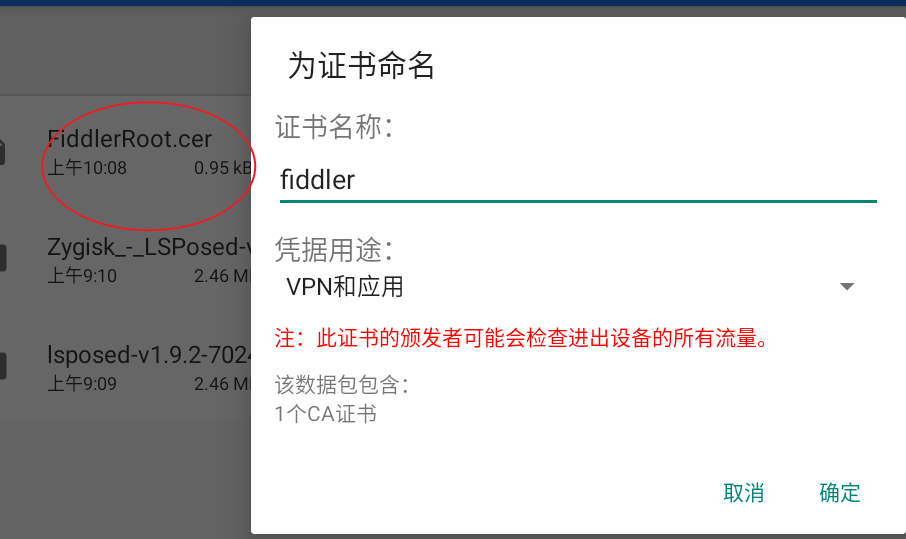 为证书命名
证书名称：
fiddler
凭据用途：
VPN和应用
注：此证书的颁发者可能会检查进出设备的所有流量。
该数据包包含：
1个CA证书
取消 确定
FiddlerRoot.cer
上午10:08 0.95 kB
Zygisk_-_LSPosed-v
上午9:10 2.46 M
lsposed-v1.9.2-7024
上午9:09 2.46 M